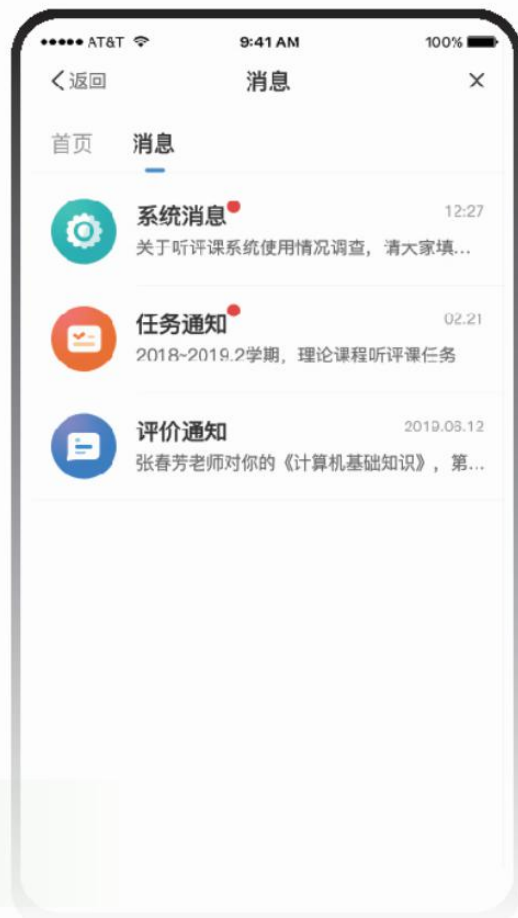 AT&T 9:41 AM 100%
返回 消息 ×
首页 消息
系统消息 12:27
关于听评课系统使用情况调查，请大家填...
任务通知 02.21
2018~2019.2学期，理论课程听评课任务
评价通知 2019.03.12
张春芳老师对你的《计算机基础知识》，第...